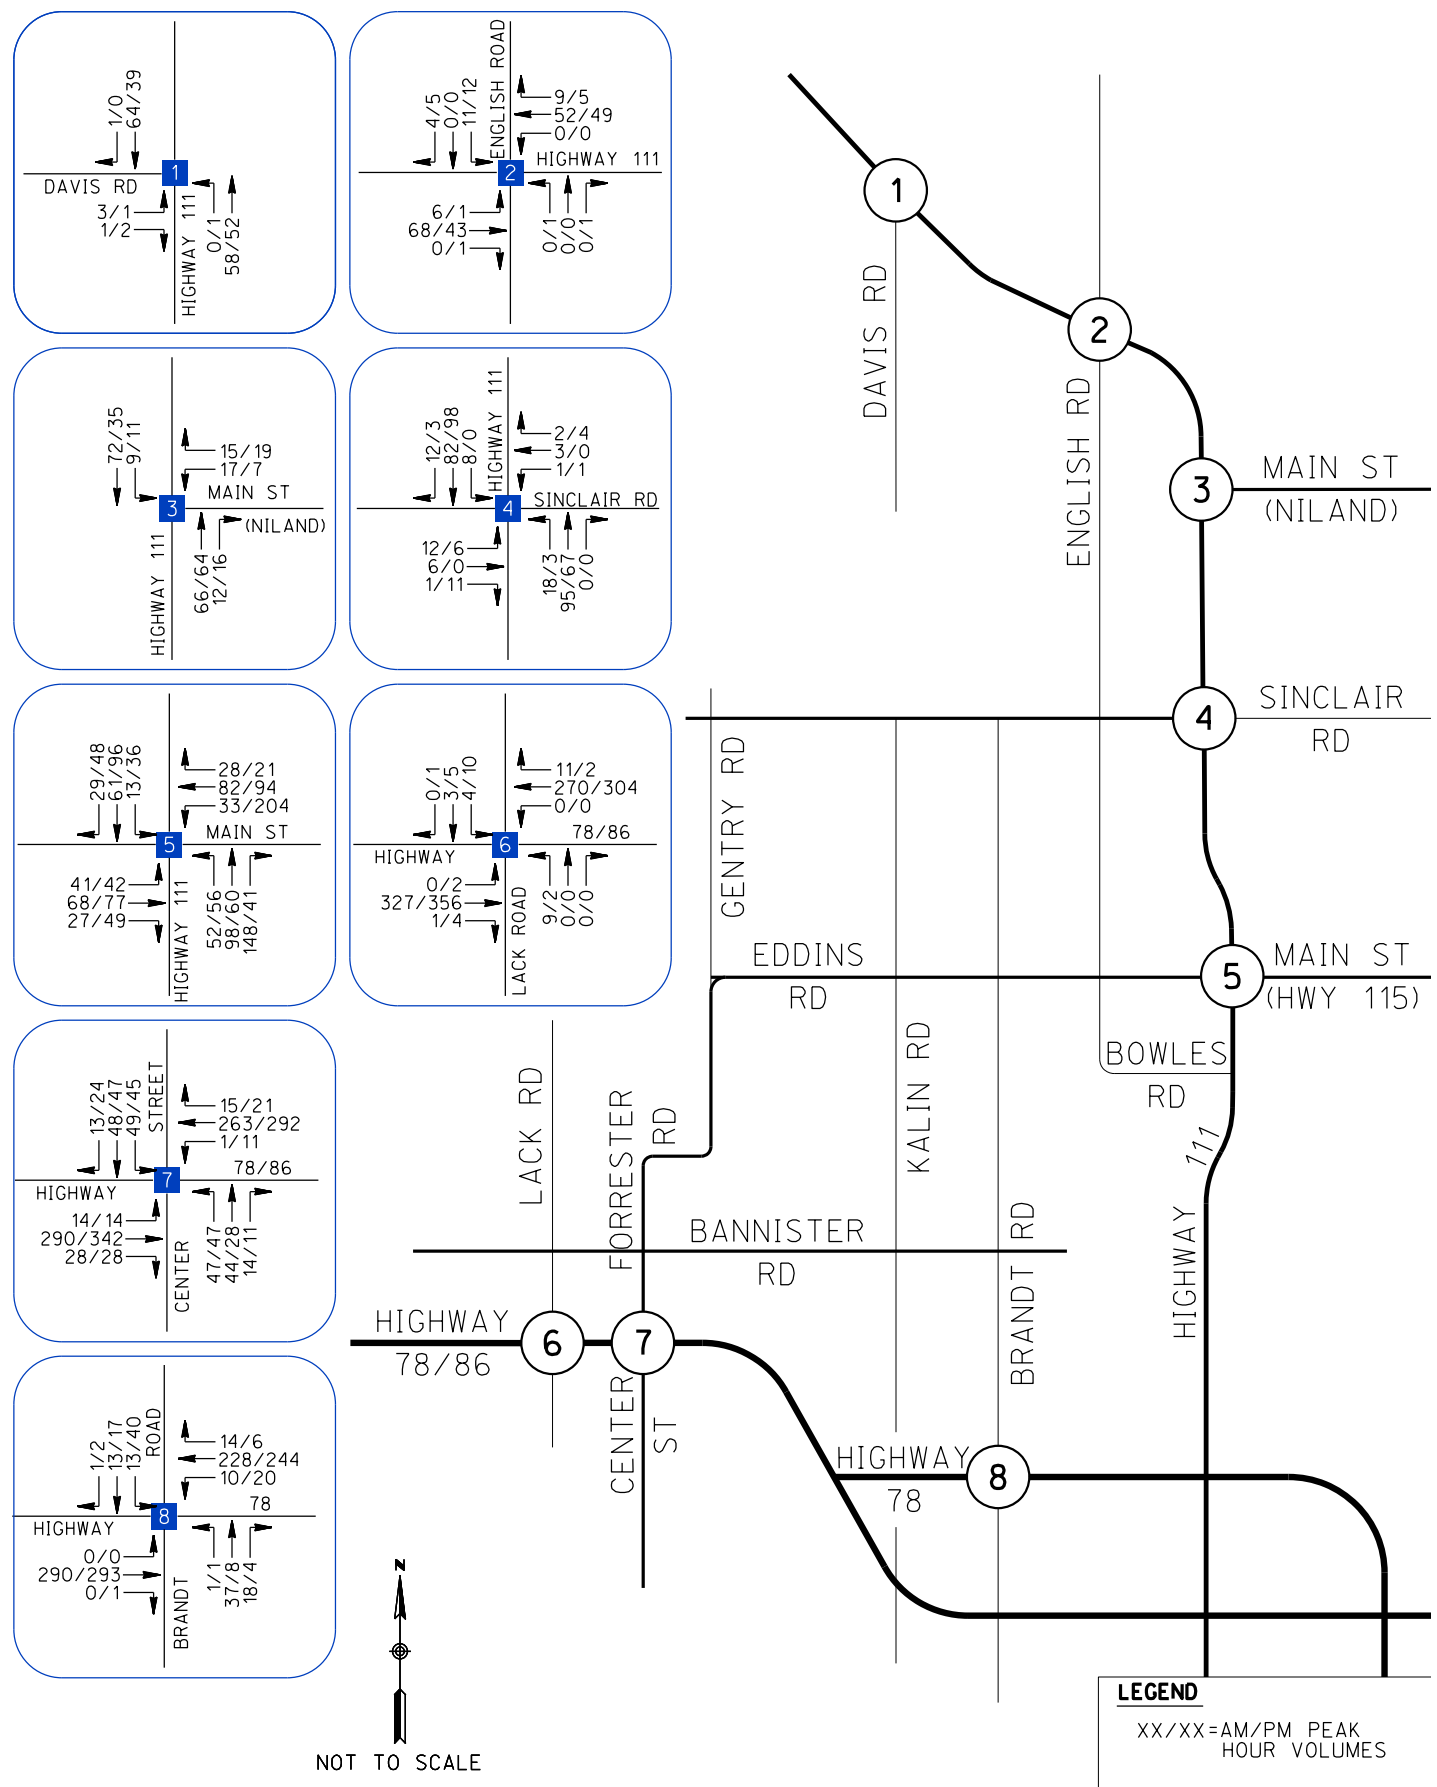 1/0
64/39
1
DAVIS RD
3/1
1/2
HIGHWAY 111
0/1
58/52
4/5
0/0
11/12
ENGLISH ROAD
9/5
52/49
0/0
HIGHWAY 111
2
6/1
68/43
0/1
0/1
0/0
0/1
72/35
9/11
15/19
17/7
MAIN ST
(NILAND)
3
HIGHWAY 111
66/64
12/16
12/3
82/98
8/0
HIGHWAY 111
2/4
3/0
1/1
SINCLAIR RD
4
12/6
6/0
1/11
18/3
95/67
0/0
29/48
61/96
13/36
28/21
82/94
33/204
MAIN ST
5
41/42
68/77
27/49
HIGHWAY 111
52/56
98/60
148/41
0/1
3/5
4/10
11/2
270/304
0/0
78/86
HIGHWAY
6
0/2
327/356
1/4
LACK ROAD
9/2
0/0
0/0
13/24
48/47
49/45
STREET
15/21
263/292
1/11
78/86
HIGHWAY
7
14/14
290/342
28/28
CENTER
47/47
44/28
14/11
1/2
13/17
13/40
ROAD
14/6
228/244
10/20
78
HIGHWAY
8
0/0
290/293
0/1
BRANDT
1/1
37/8
18/4
1
DAVIS RD
2
ENGLISH RD
3
MAIN ST
(NILAND)
4
SINCLAIR
RD
GENTRY RD
5
MAIN ST
(HWY 115)
EDDINS
RD
BOWLES
RD
LACK RD
FORRESTER
RD
KALIN RD
111
HIGHWAY
BANNISTER
RD
BRANDT RD
HIGHWAY
78/86
6
7
CENTER
ST
HIGHWAY
78
8
N
NOT TO SCALE
LEGEND
XX/XX=AM/PM PEAK
HOUR VOLUMES